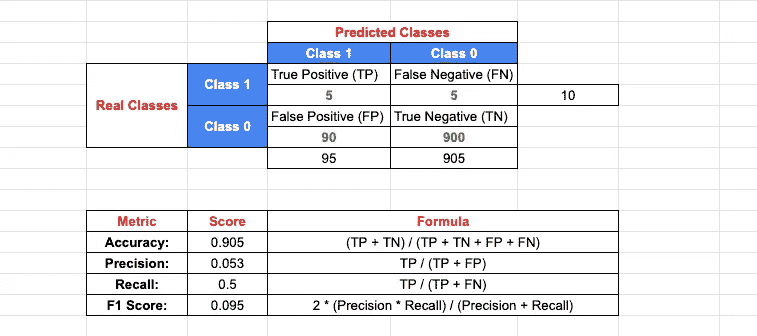 Predicted Classes
Class 1 Class 0
Real Classes
Class 1
True Positive (TP) False Negative (FN)
5 5 10
Class 0
False Positive (FP) True Negative (TN)
90 900
95 905
Metric Score Formula
Accuracy: 0.905 (TP + TN) / (TP + TN + FP + FN)
Precision: 0.053 TP / (TP + FP)
Recall: 0.5 TP / (TP + FN)
F1 Score: 0.095 2 * (Precision * Recall) / (Precision + Recall)